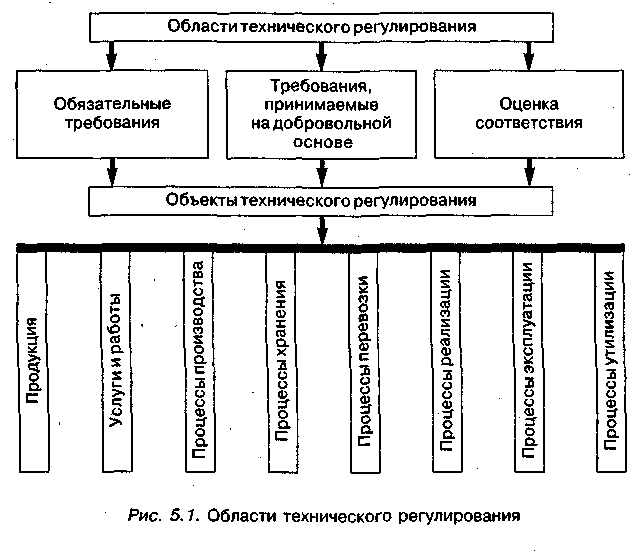 Области технического регулирования
Обязательные
требования
Требования,
принимаемые
на добровольной
основе
Оценка
соответствия
Объекты технического регулирования
Продукция
Услуги и работы
Процессы производства
Процессы хранения
Процессы перевозки
Процессы реализации
Процессы эксплуатации
Процессы утилизации
Рис. 5.1. Области технического регулирования